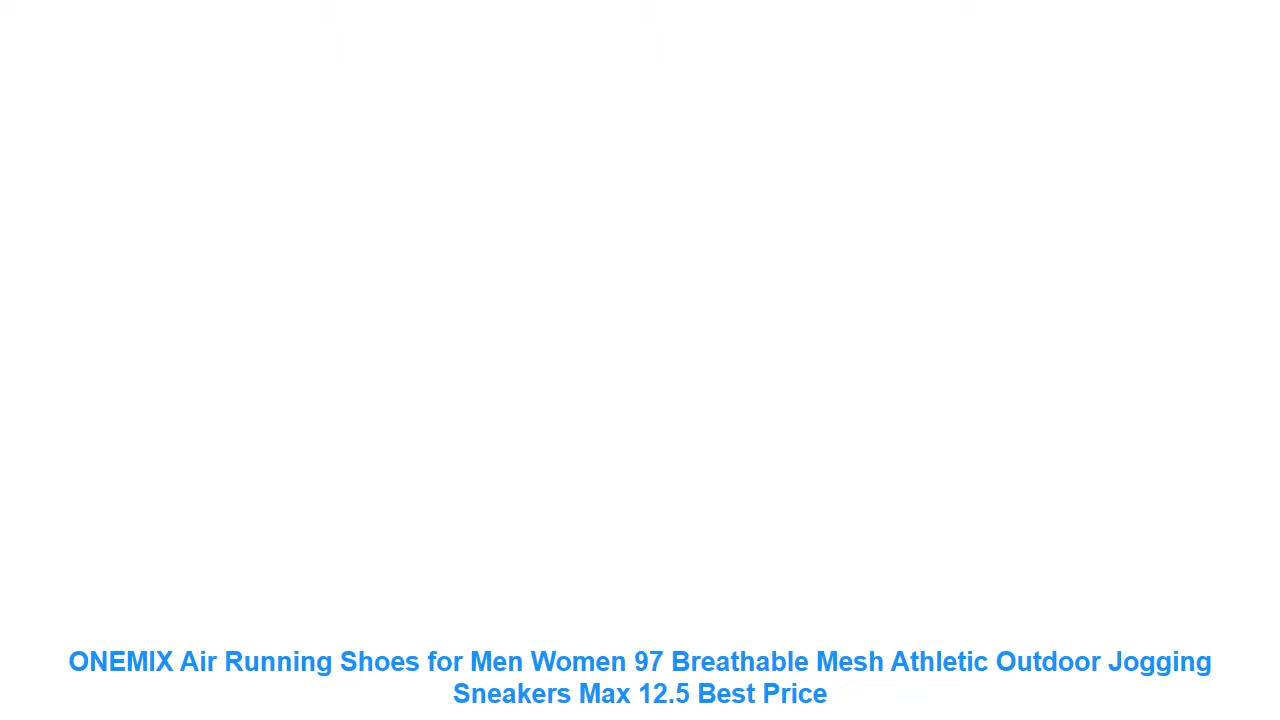 ONEMIX Air Running Shoes for Men Women 97 Breathable Mesh Athletic Outdoor Jogging
Sneakers Max 12.5 Best Price